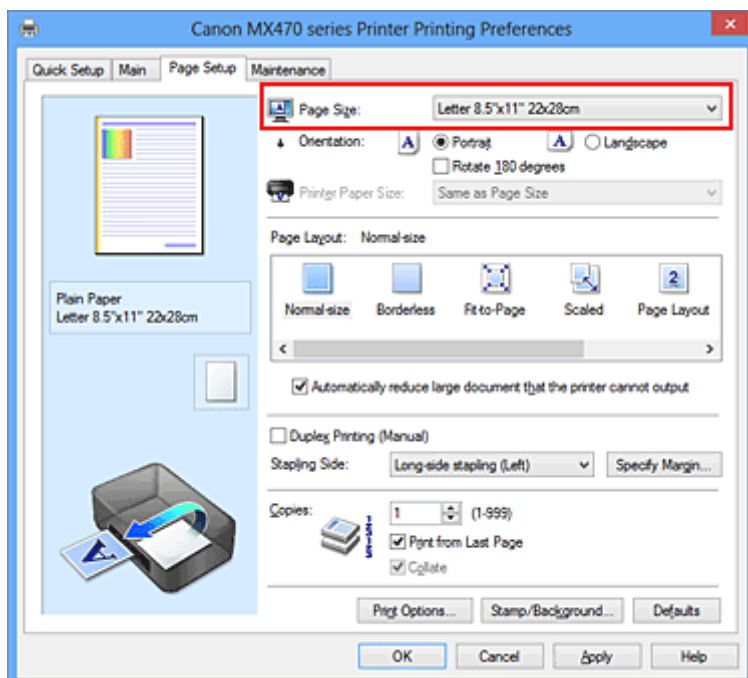 Canon MX470 series Printer Printing Preferences
Quick Setup Main Page Setup Maintenance
Page Size: Letter 8.5"x11" 22x28cm
Orientation: A Portrait A Landscape
Rotate 180 degrees
Printer Paper Size: Same as Page Size
Page Layout: Normal-size
2
Normal-size Borderless Fit-to-Page Scaled Page Layout
Plain Paper
Letter 8.5"x11" 22x28cm
Automatically reduce large document that the printer cannot output
Duplex Printing (Manual)
Stapling Side: Long-side stapling (Left) Specify Margin...
Copies: 1 (1-999)
Print from Last Page
Collate
A
Print Options... Stamp/Background... Defaults
OK Cancel Apply Help